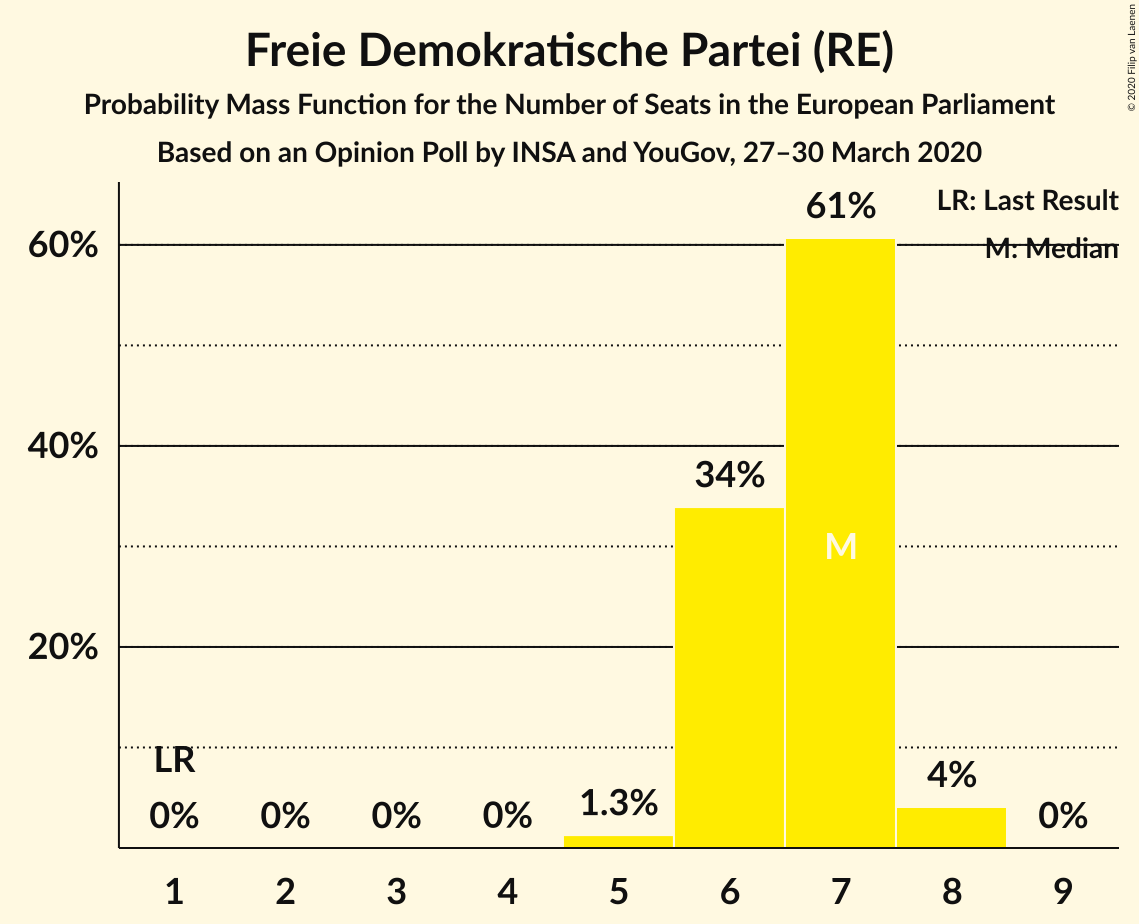 Freie Demokratische Partei (RE)
Probability Mass Function for the Number of Seats in the European Parliament
Based on an Opinion Poll by INSA and YouGov, 27–30 March 2020
© 2020 Filip van Laenen
LR: Last Result
M: Median
60%
40%
20%
61%
34%
M
LR
0%
0%
0%
0%
1.3%
4%
0%
1 2 3 4 5 6 7 8 9